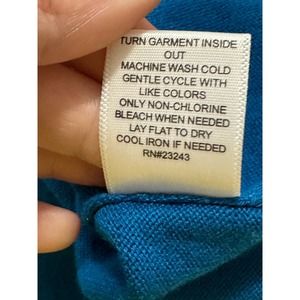 TURN GARMENT INSIDE
OUT
MACHINE WASH COLD
GENTLE CYCLE WITH
LIKE COLORS
ONLY NON-CHLORINE
BLEACH WHEN NEEDED
LAY FLAT TO DRY
COOL IRON IF NEEDED
RN#23243